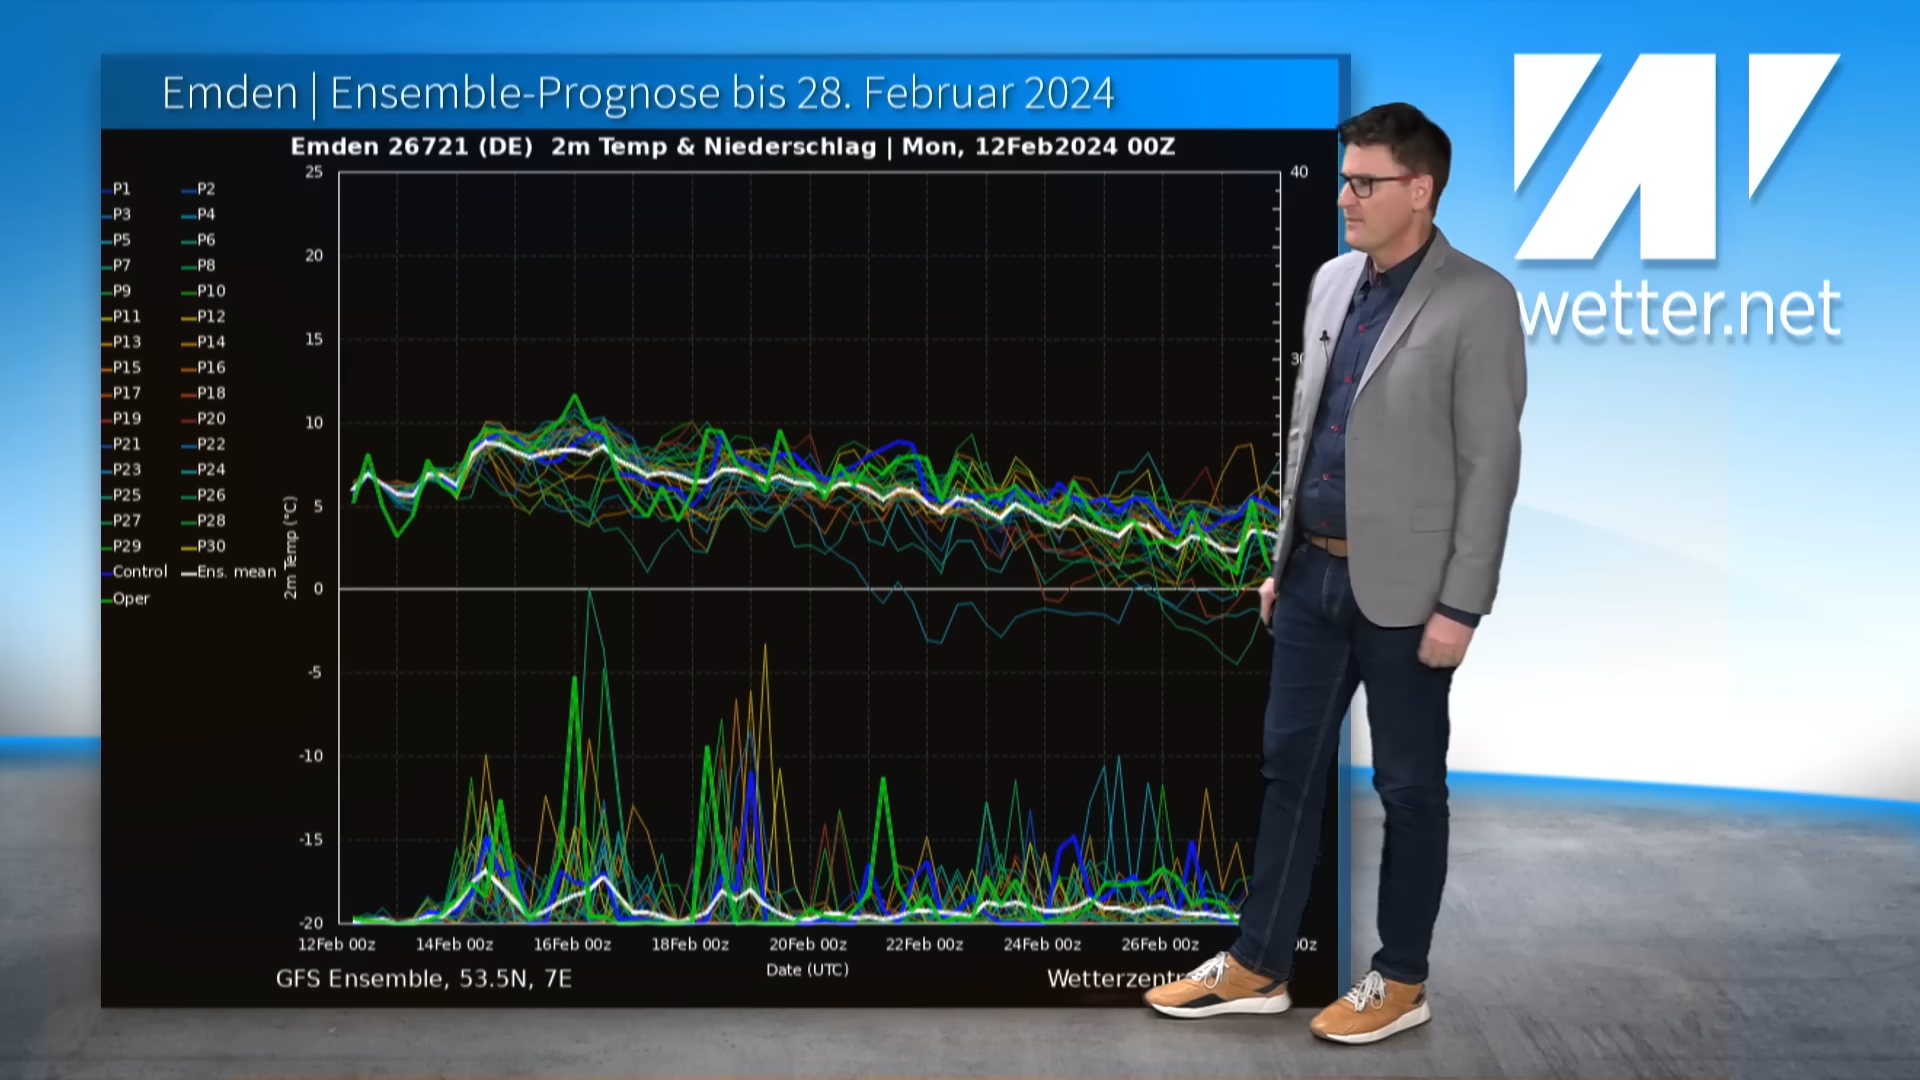 Emden | Ensemble-Prognose bis 28. Februar 2024
Emden 26721 (DE) 2m Temp & Niederschlag | Mon, 12Feb2024 00Z
P1 P2
P3 P4
P5 P6
P7 P8
P9 P10
P11 P12
P13 P14
P15 P16
P17 P18
P19 P20
P21 P22
P23 P24
P25 P26
P27 P28
P29 P30
Control Ens. mean
Oper
2m Temp (°C)
25
20
15
10
5
0
-5
-10
-15
-20
40
12Feb 00z 14Feb 00z 16Feb 00z 18Feb 00z 20Feb 00z 22Feb 00z 24Feb 00z 26Feb 00z
Date (UTC)
GFS Ensemble, 53.5N, 7E
wetter.net